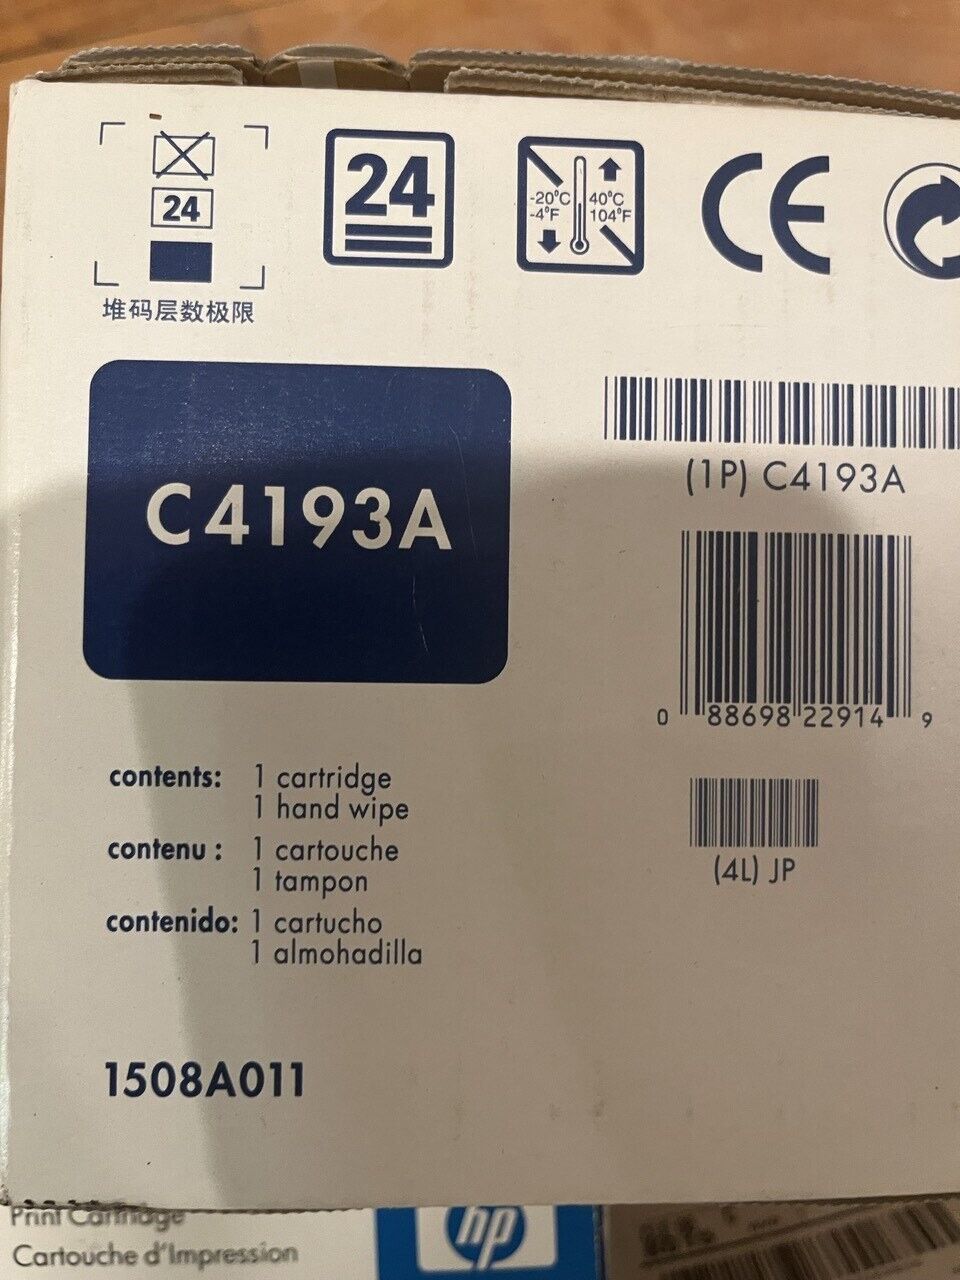 24
24
-20°C
-4°F
40°C
104°F
CE
堆码层数极限
C4193A
(1P) C4193A
0 88698 22914 9
contents: 1 cartridge
1 hand wipe
contenu : 1 cartouche
1 tampon
(4L) JP
contenido: 1 cartucho
1 almohadilla
1508A011
Print Cartridge
Cartouche d'Impression
hp